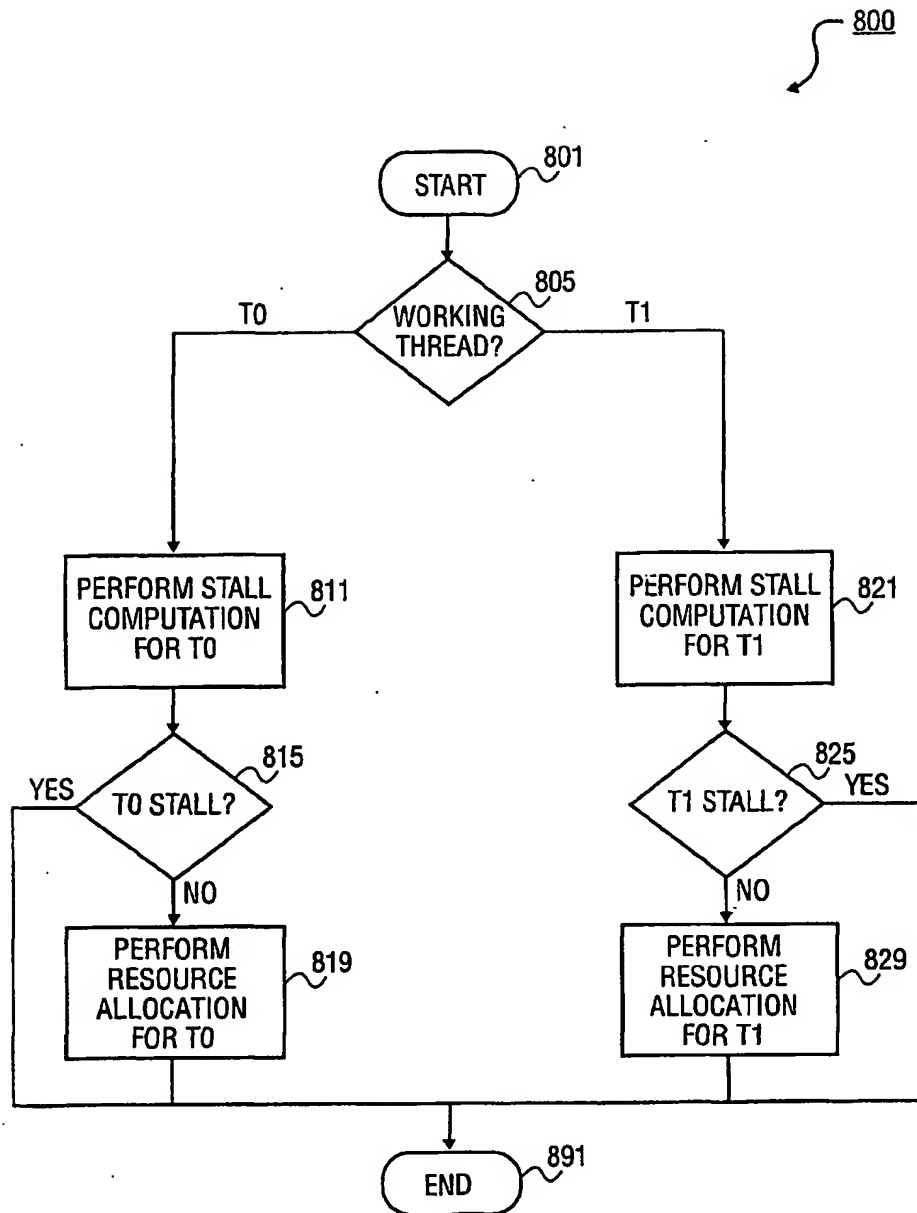 800
START
801
805
WORKING
THREAD?
T0
T1
PERFORM STALL
COMPUTATION
FOR T0
811
PERFORM STALL
COMPUTATION
FOR T1
821
815
YES
T0 STALL?
NO
825
T1 STALL?
YES
NO
PERFORM
RESOURCE
ALLOCATION
FOR T0
819
PERFORM
RESOURCE
ALLOCATION
FOR T1
829
END
891